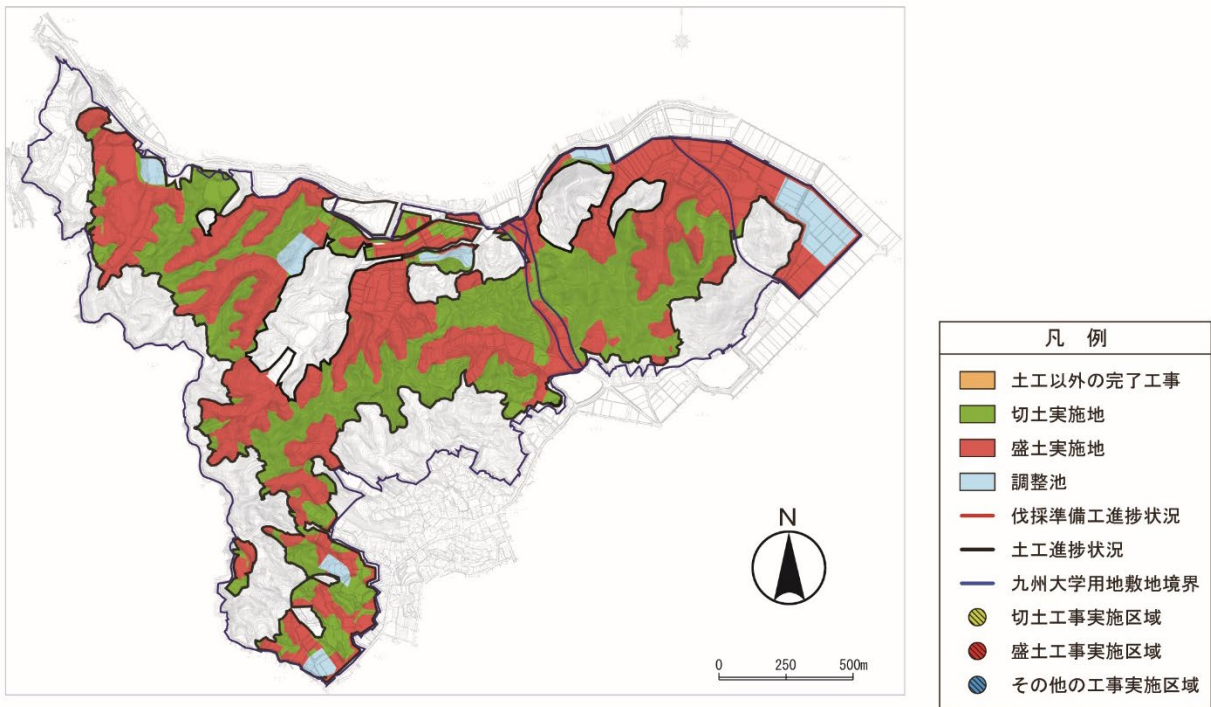 N
0 250 500m
凡 例
土工以外の完了工事
切土実施地
盛土実施地
調整池
伐採準備工進捗状況
土工進捗状況
九州大学用地敷地境界
切土工事実施区域
盛土工事実施区域
その他の工事実施区域